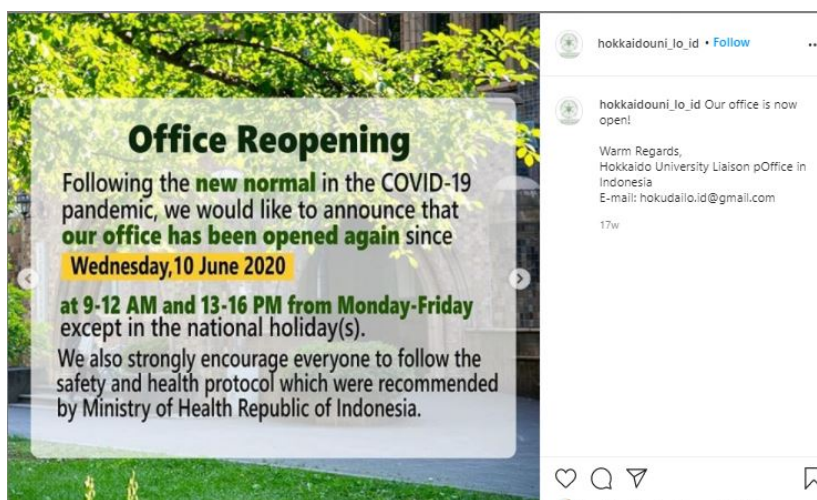 Office Reopening
Following the new normal in the COVID-19
pandemic, we would like to announce that
our office has been opened again since
Wednesday,10 June 2020
at 9-12 AM and 13-16 PM from Monday-Friday
except in the national holiday(s).
We also strongly encourage everyone to follow the
safety and health protocol which were recommended
by Ministry of Health Republic of Indonesia.
hokkaidouni_lo_id • Follow
hokkaidouni_lo_id Our office is now
open!
Warm Regards,
Hokkaido University Liaison pOffice in
Indonesia
E-mail: hokudailo.id@gmail.com
17w